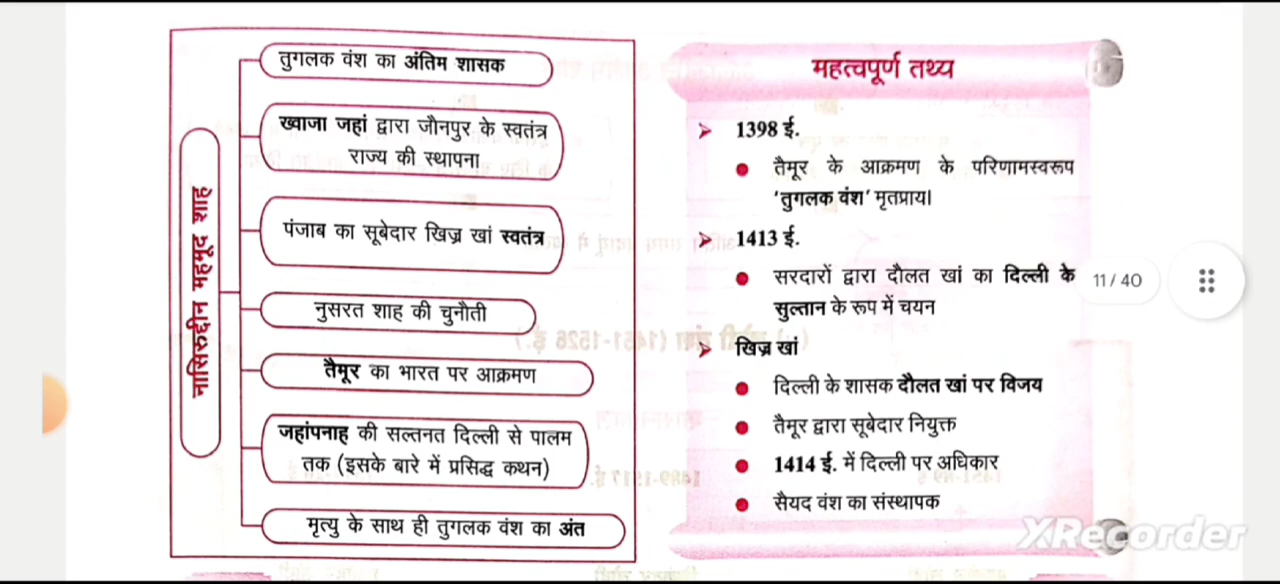 नासिरुद्दीन महमूद शाह
तुगलक वंश का अंतिम शासक
ख्वाजा जहां द्वारा जौनपुर के स्वतंत्र
राज्य की स्थापना
पंजाब का सूबेदार खिज्र खां स्वतंत्र
नुसरत शाह की चुनौती
तैमूर का भारत पर आक्रमण
जहांपनाह की सल्तनत दिल्ली से पालम
तक (इसके बारे में प्रसिद्ध कथन)
मृत्यु के साथ ही तुगलक वंश का अंत
महत्वपूर्ण तथ्य
➤ 1398 ई.
● तैमूर के आक्रमण के परिणामस्वरूप
‘तुगलक वंश’ मृतप्राय।
➤ 1413 ई.
● सरदारों द्वारा दौलत खां का दिल्ली के
सुल्तान के रूप में चयन
➤ खिज्र खां
● दिल्ली के शासक दौलत खां पर विजय
● तैमूर द्वारा सूबेदार नियुक्त
● 1414 ई. में दिल्ली पर अधिकार
● सैयद वंश का संस्थापक
11 / 40
XRecorder